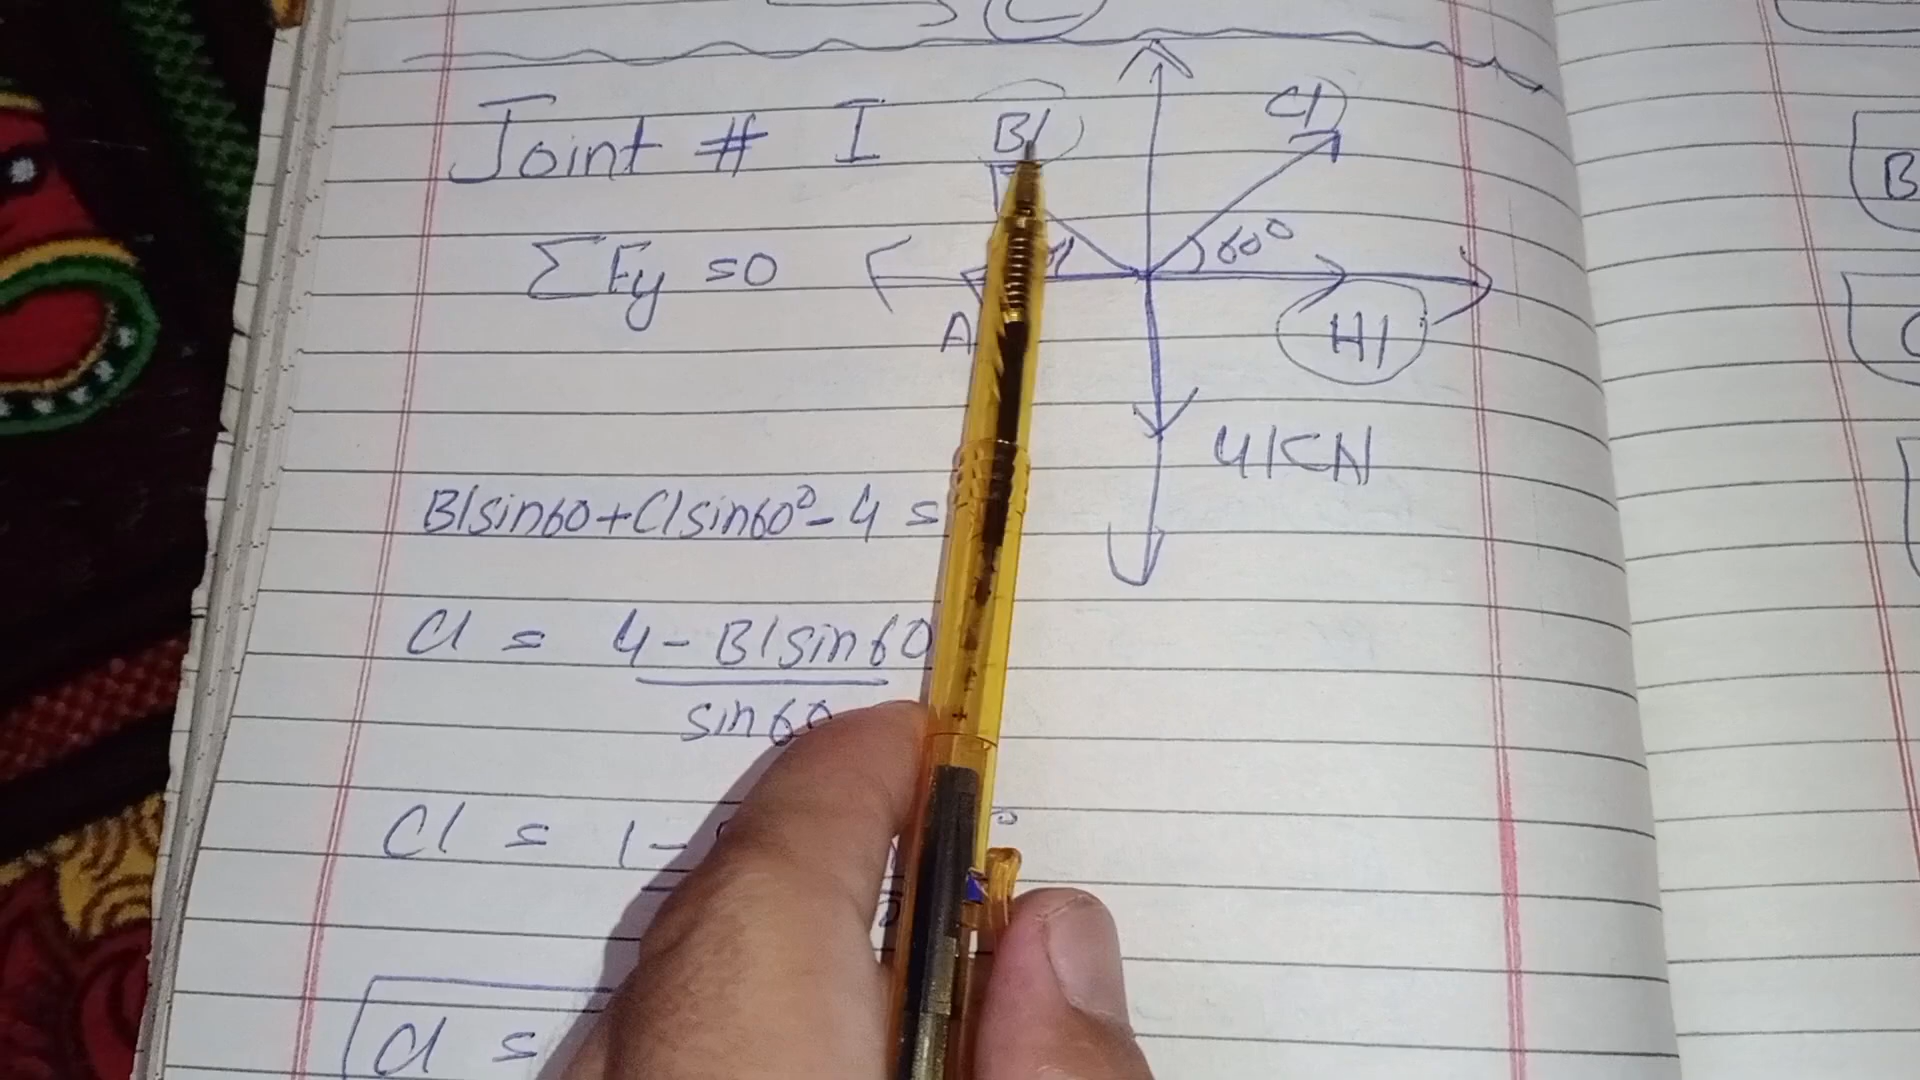 Joint # I
BI
CI
ΣFy = 0
60°
A
HI
4KN
BIsin60+CIsin60°-4 =
CI = 4 - BIsin60
sin60
CI = 1 -
CI =
B